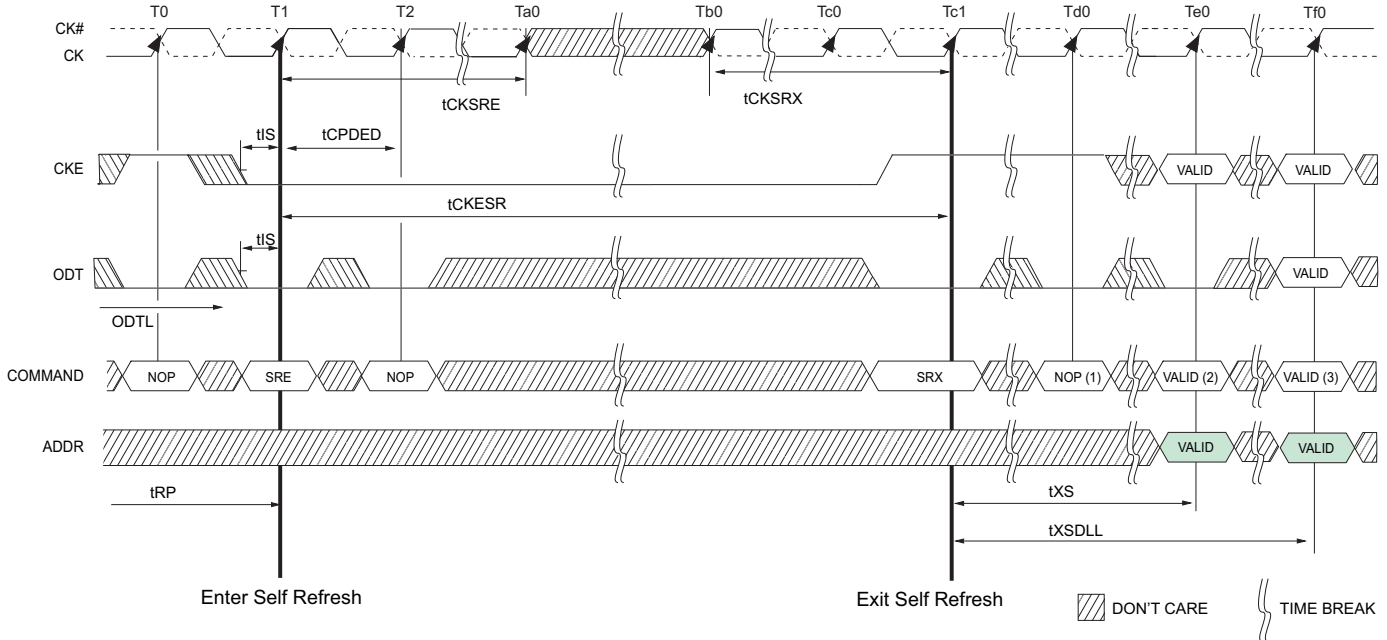 T0 T1 T2 Ta0 Tb0 Tc0 Tc1 Td0 Te0 Tf0
CK#
CK
tCKSRE
tCKSRX
tIS
tCPDED
CKE
VALID
VALID
tCKESR
tIS
ODT
VALID
ODTL
COMMAND
NOP
SRE
NOP
SRX
NOP (1)
VALID (2)
VALID (3)
ADDR
VALID
VALID
tRP
tXS
tXSDLL
Enter Self Refresh
Exit Self Refresh
DON'T CARE
TIME BREAK